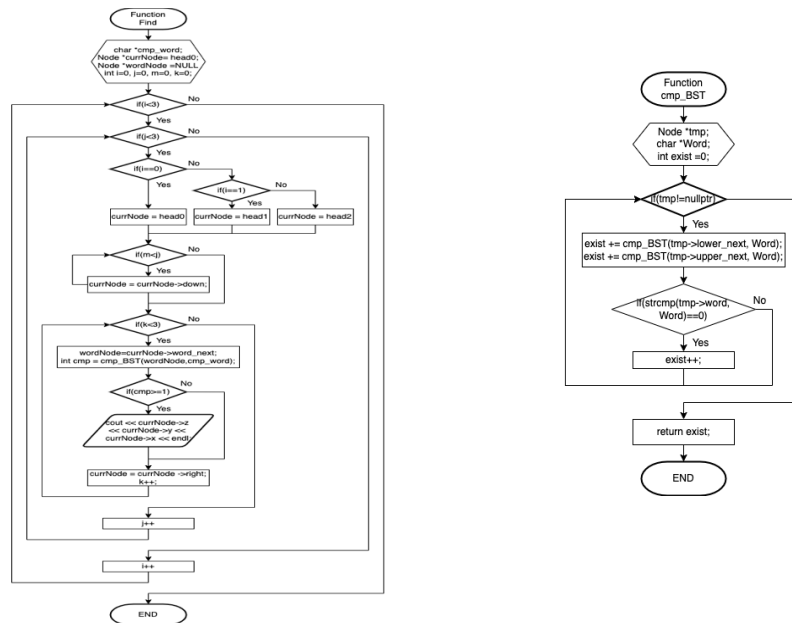 Function
Find
char *cmp_word;
Node *currNode= head0;
Node *wordNode =NULL
int i=0, j=0, m=0, k=0;
if(i<3)
No
Yes
if(j<3)
No
Yes
if(i==0)
No
Yes
if(i==1)
No
Yes
currNode = head0
currNode = head1
currNode = head2
if(m<j)
No
Yes
currNode = currNode->down;
if(k<3)
No
Yes
wordNode=currNode->word_next;
int cmp = cmp_BST(wordNode,cmp_word);
if(cmp>=1)
No
Yes
cout << currNode->z
<< currNode->y <<
currNode->x << endl;
currNode = currNode ->right;
k++;
j++
i++
END
Function
cmp_BST
Node *tmp;
char *Word;
int exist =0;
if(tmp!=nullptr)
Yes
exist += cmp_BST(tmp->lower_next, Word);
exist += cmp_BST(tmp->upper_next, Word);
if(strcmp(tmp->word,
Word)==0)
No
Yes
exist++;
return exist;
END